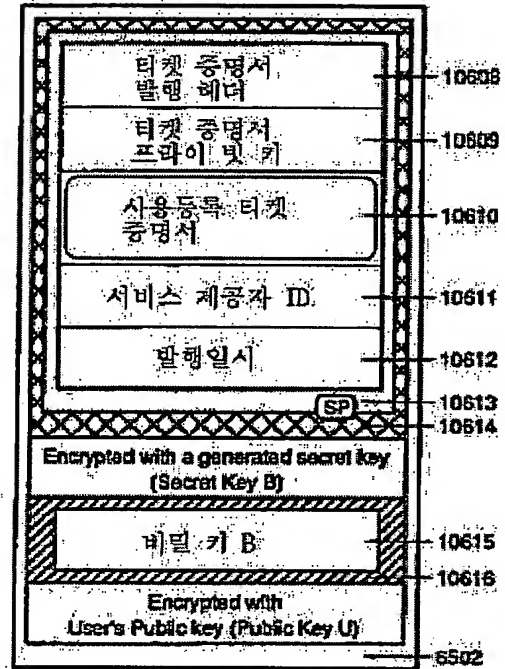 티켓 증명서
발행 헤더
10608
티켓 증명서
프라이 빗 키
10609
사용등록 티켓
증명서
10610
서비스 제공자 ID
10611
발행일시
10612
SP
10613
10614
Encrypted with a generated secret key
(Secret Key B)
비밀 키 B
10615
10616
Encrypted with
User's Public key (Public Key U)
6502